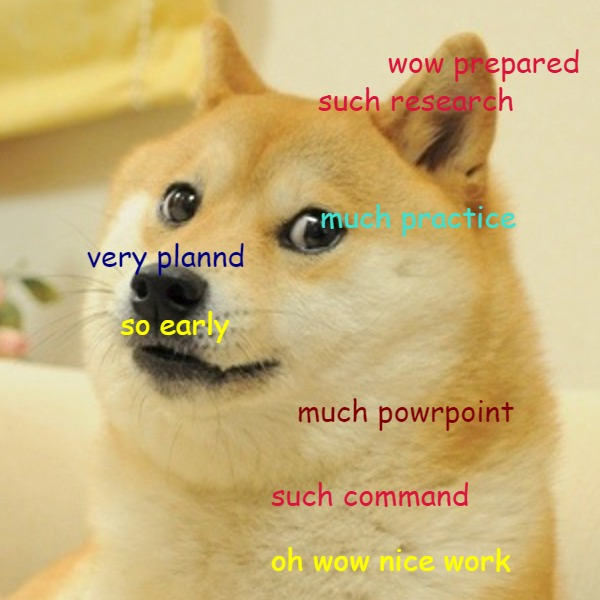 wow prepared
such research
much practice
very plannd
so early
much powrpoint
such command
oh wow nice work